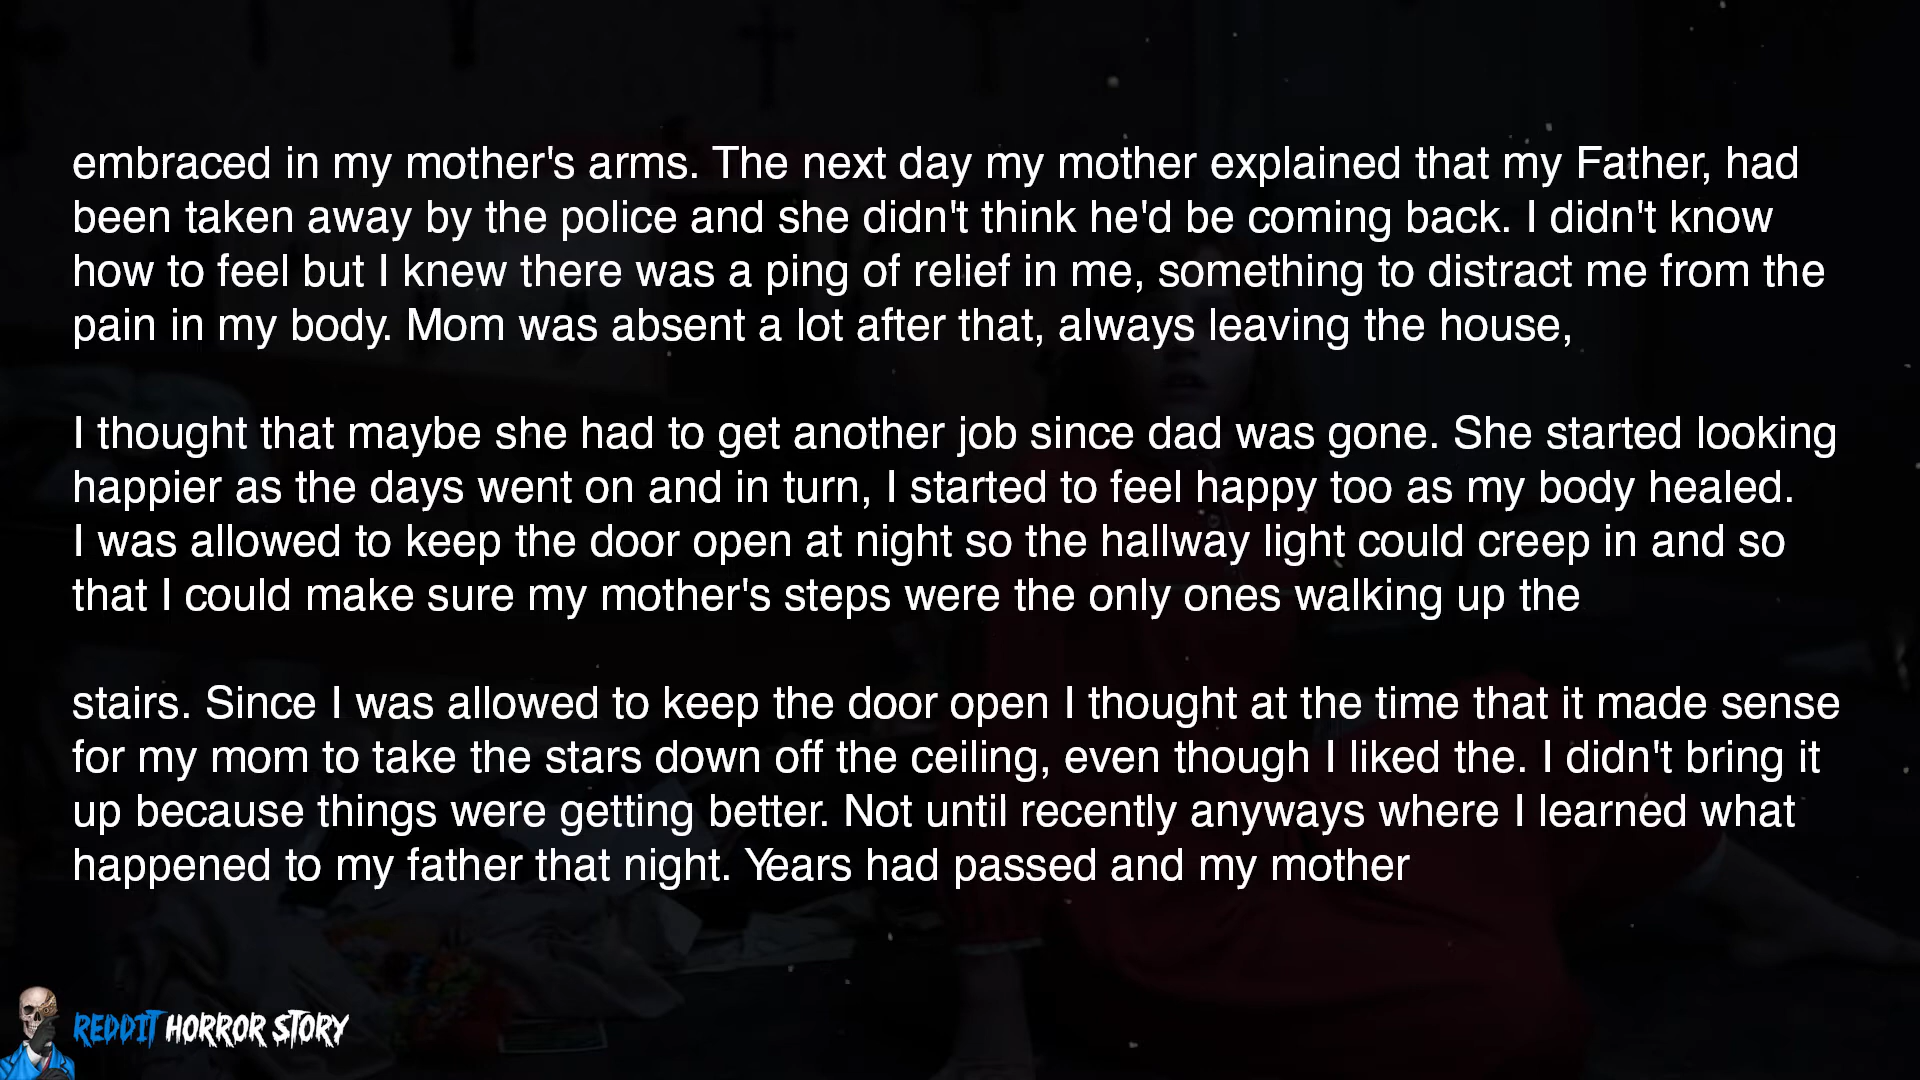 embraced in my mother's arms. The next day my mother explained that my Father, had
been taken away by the police and she didn't think he'd be coming back. I didn't know
how to feel but I knew there was a ping of relief in me, something to distract me from the
pain in my body. Mom was absent a lot after that, always leaving the house,
I thought that maybe she had to get another job since dad was gone. She started looking
happier as the days went on and in turn, I started to feel happy too as my body healed.
I was allowed to keep the door open at night so the hallway light could creep in and so
that I could make sure my mother's steps were the only ones walking up the
stairs. Since I was allowed to keep the door open I thought at the time that it made sense
for my mom to take the stars down off the ceiling, even though I liked the. I didn't bring it
up because things were getting better. Not until recently anyways where I learned what
happened to my father that night. Years had passed and my mother
REDDIT HORROR STORY